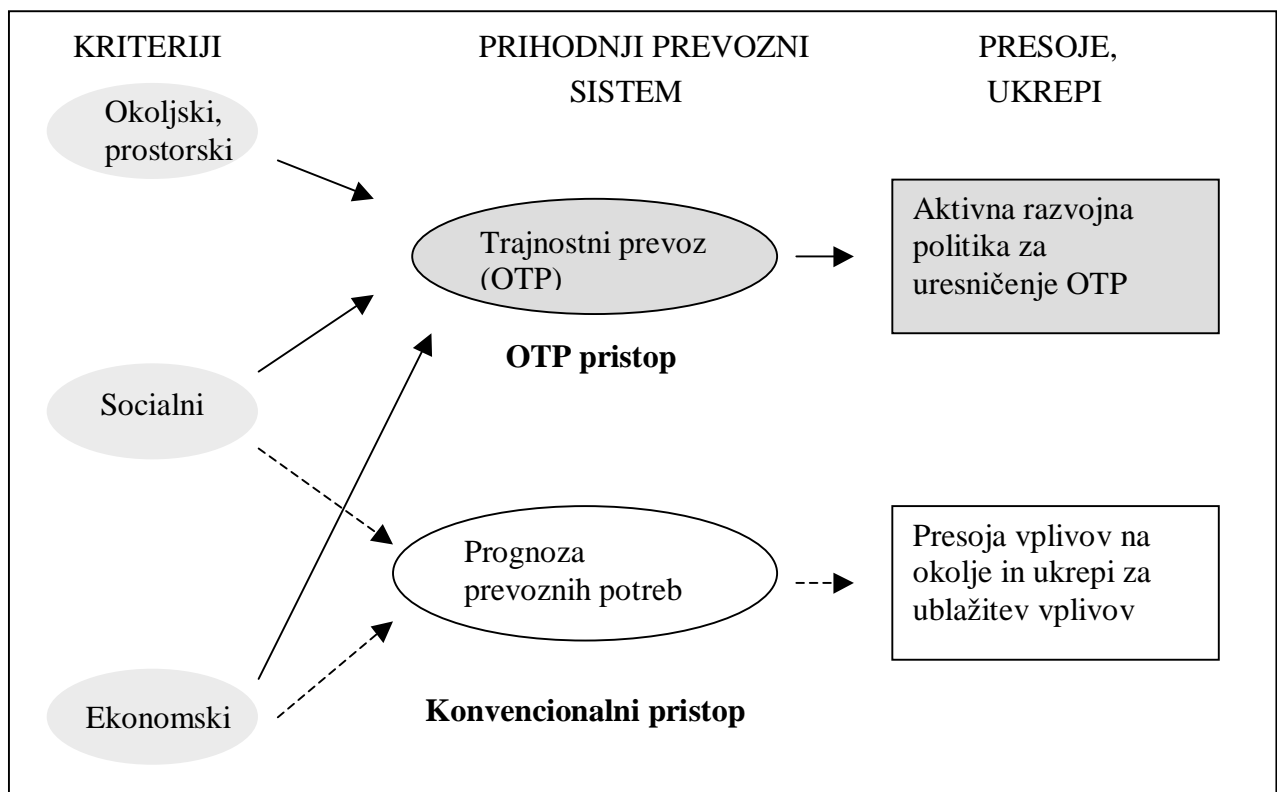 KRITERIJI
PRIHODNJI PREVOZNI
SISTEM
PRESOJE,
UKREPI
Okoljski,
prostorski
Trajnostni prevoz
(OTP)
Aktivna razvojna
politika za
uresničenje OTP
OTP pristop
Socialni
Prognoza
prevoznih potreb
Presoja vplivov na
okolje in ukrepi za
ublažitev vplivov
Ekonomski
Konvencionalni pristop